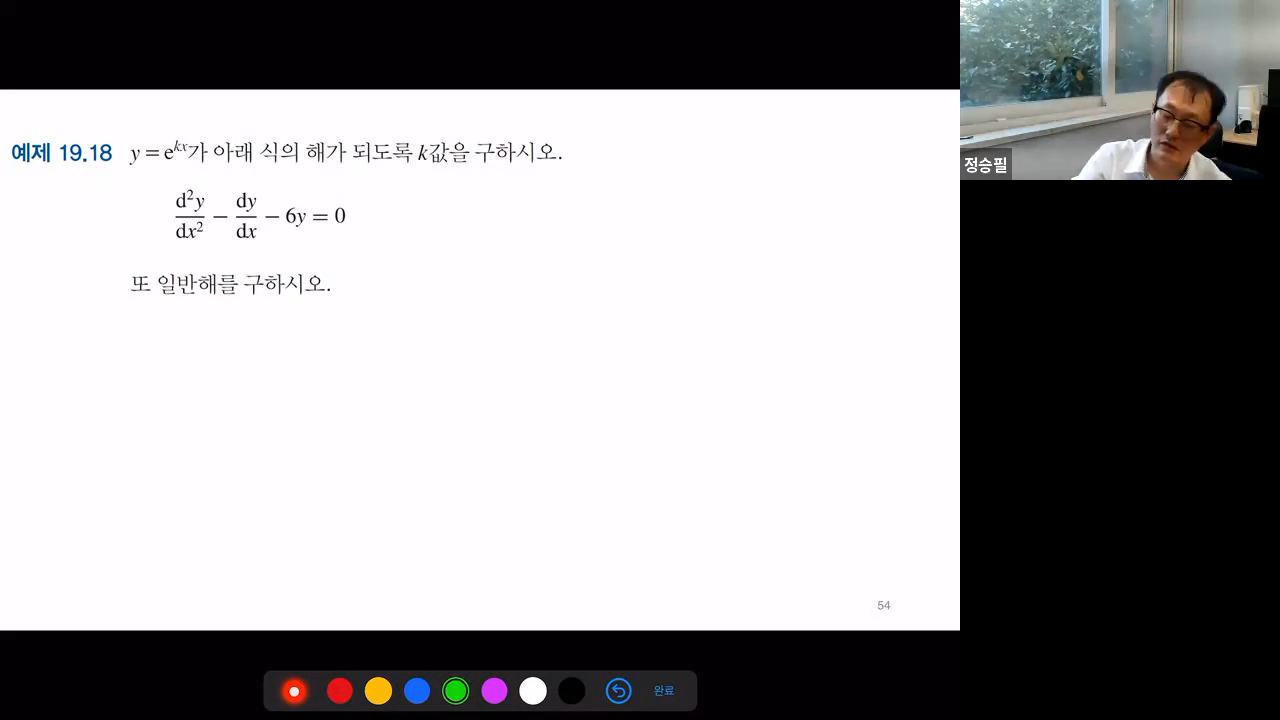 예제 19.18 y = e^{kx}가 아래 식의 해가 되도록 k값을 구하시오.
d²y/dx² − dy/dx − 6y = 0
또 일반해를 구하시오.
54
정승필
완료